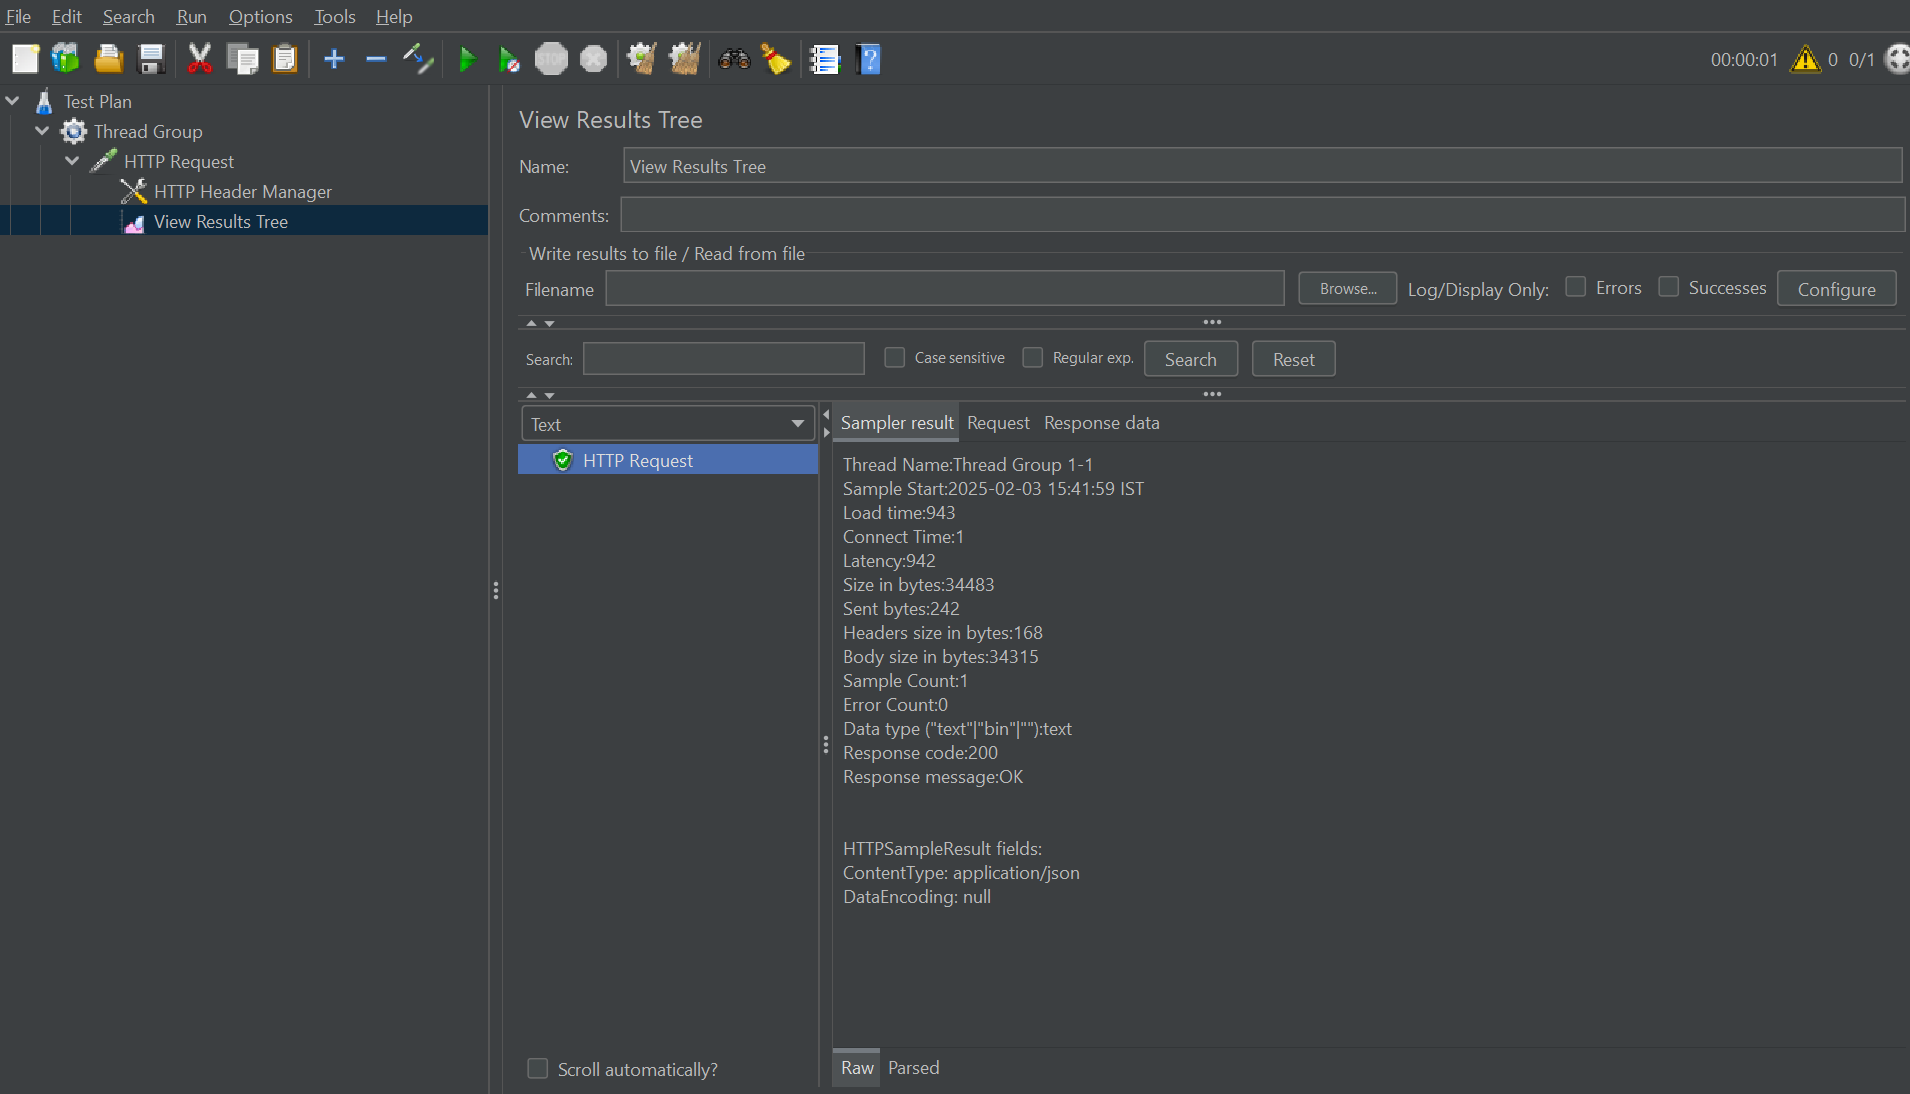 File Edit Search Run Options Tools Help
STOP
00:00:01 0 0/1
Test Plan
Thread Group
HTTP Request
HTTP Header Manager
View Results Tree
View Results Tree
Name: View Results Tree
Comments:
Write results to file / Read from file
Filename Browse... Log/Display Only: Errors Successes Configure
Search: Case sensitive Regular exp. Search Reset
Text
HTTP Request
Sampler result Request Response data
Thread Name:Thread Group 1-1
Sample Start:2025-02-03 15:41:59 IST
Load time:943
Connect Time:1
Latency:942
Size in bytes:34483
Sent bytes:242
Headers size in bytes:168
Body size in bytes:34315
Sample Count:1
Error Count:0
Data type ("text"|"bin"|""):text
Response code:200
Response message:OK
HTTPSampleResult fields:
ContentType: application/json
DataEncoding: null
Scroll automatically?
Raw Parsed